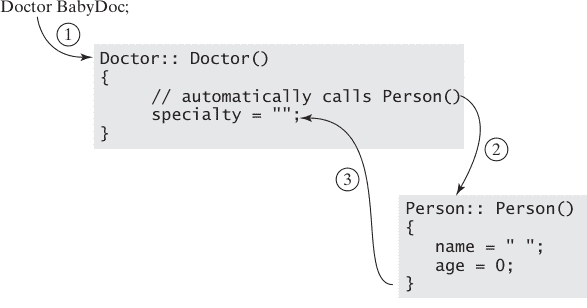 Doctor BabyDoc;
1
Doctor:: Doctor()
{
// automatically calls Person()
specialty = "";
}
2
3
Person:: Person()
{
name = " ";
age = 0;
}